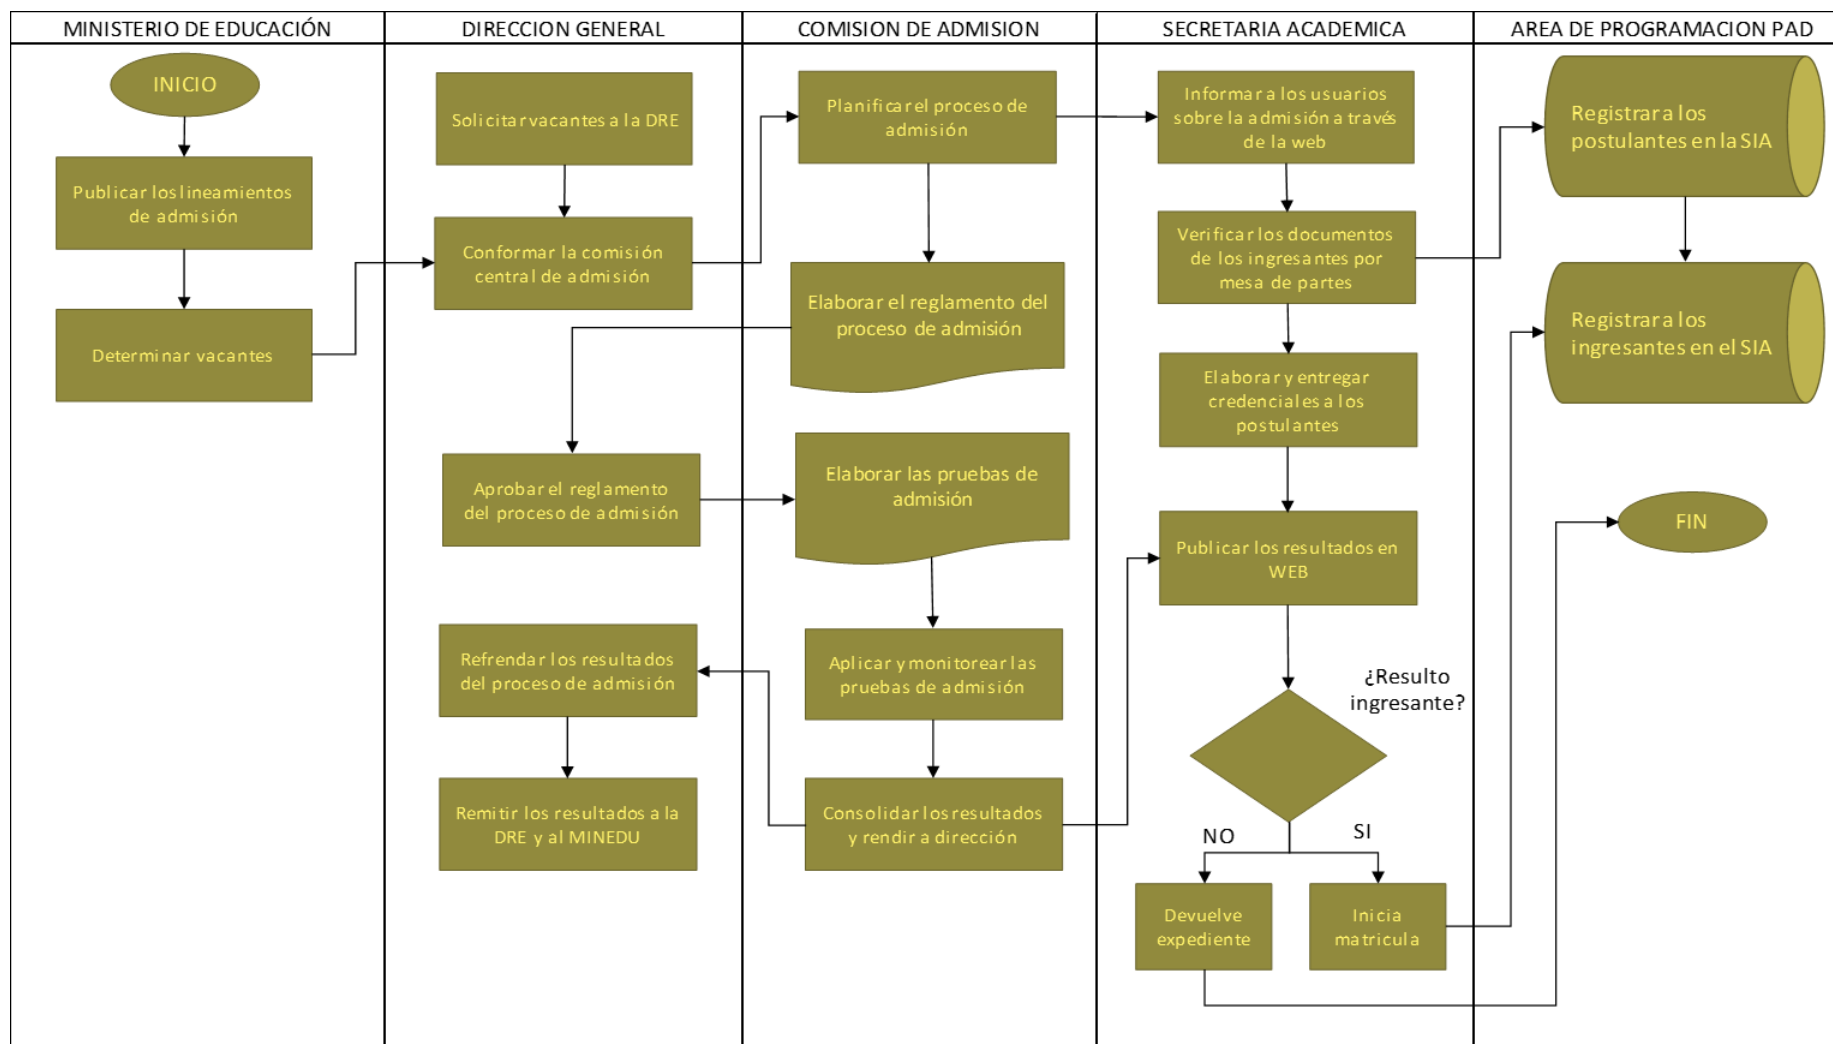 MINISTERIO DE EDUCACIÓN
INICIO
Publicar los lineamientos
de admisión
Determinar vacantes
DIRECCION GENERAL
Solicitar vacantes a la DRE
Conformar la comisión
central de admisión
Aprobar el reglamento
del proceso de admisión
Refrendar los resultados
del proceso de admisión
Remitir los resultados a la
DRE y al MINEDU
COMISION DE ADMISION
Planificar el proceso de
admisión
Elaborar el reglamento del
proceso de admisión
Elaborar las pruebas de
admisión
Aplicar y monitorear las
pruebas de admisión
Consolidar los resultados
y rendir a dirección
SECRETARIA ACADEMICA
Informar a los usuarios
sobre la admisión a través
de la web
Verificar los documentos
de los ingresantes por
mesa de partes
Elaborar y entregar
credenciales a los
postulantes
Publicar los resultados en
WEB
¿Resulto
ingresante?
NO
SI
Devuelve
expediente
Inicia
matricula
AREA DE PROGRAMACION PAD
Registrar a los
postulantes en la SIA
Registrar a los
ingresantes en el SIA
FIN